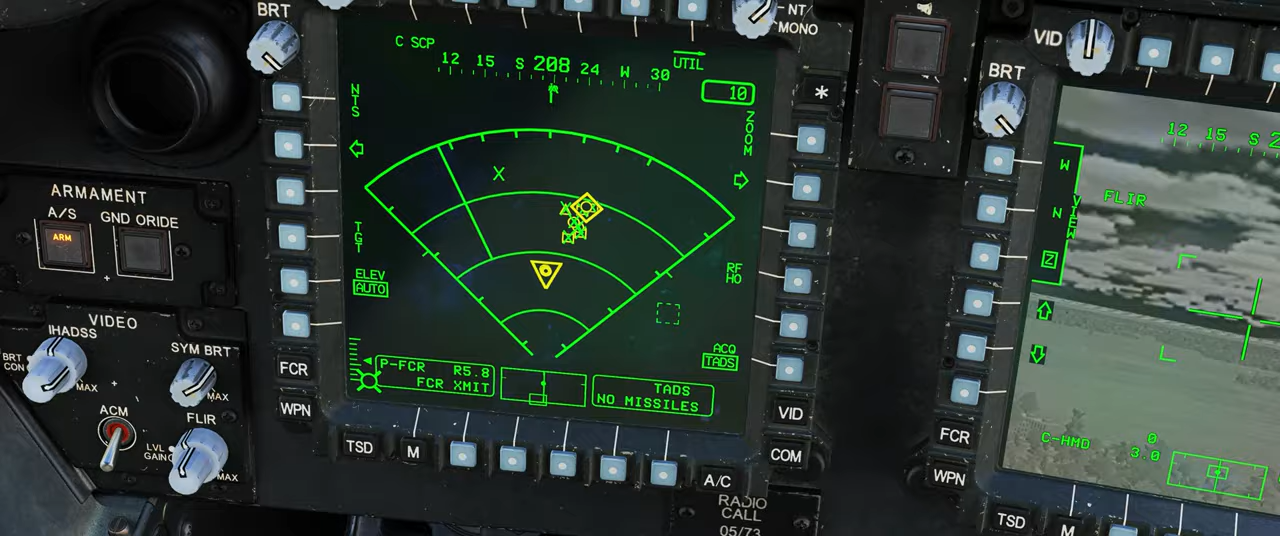 BRT
NT
MONO
C SCP
12 15 S 208 24 W 30
UTIL
10
*
NTS
ZOOM
TGT
ELEV
AUTO
RF
HO
X
ACQ
TADS
P-FCR R5.8
FCR XMIT
TADS
NO MISSILES
FCR
WPN
TSD
M
VID
COM
A/C
ARMAMENT
A/S
GND ORIDE
ARM
VIDEO
IHADSS
SYM BRT
BRT
CON
MAX
MAX
ACM
FLIR
LVL
GAIN
MAX
RADIO
CALL
05/73
VID
BRT
12 15 S 2
W
N
Z
VIEW
FLIR
C-HMD
0
3.0
FCR
WPN
TSD
M